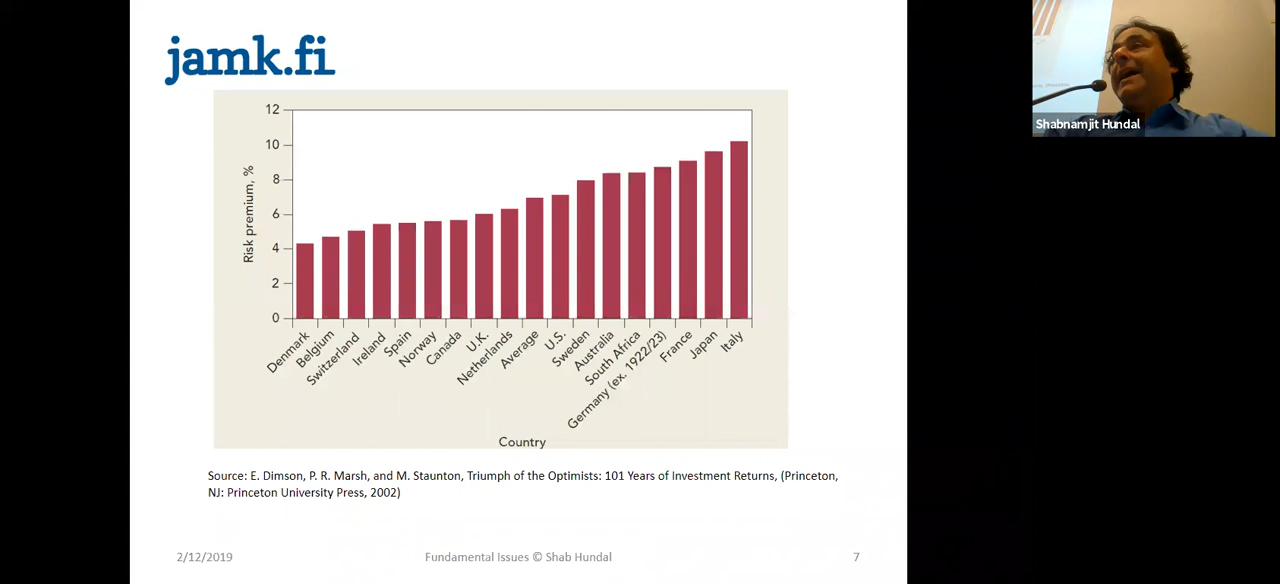 jamk.fi
Shabnamjit Hundal
12
10
8
6
4
2
0
Risk premium, %
Denmark
Belgium
Switzerland
Ireland
Spain
Norway
Canada
U.K.
Netherlands
Average
U.S.
Sweden
Australia
South Africa
Germany (ex. 1922/23)
France
Japan
Italy
Country
Source: E. Dimson, P. R. Marsh, and M. Staunton, Triumph of the Optimists: 101 Years of Investment Returns, (Princeton,
NJ: Princeton University Press, 2002)
2/12/2019
Fundamental Issues © Shab Hundal
7